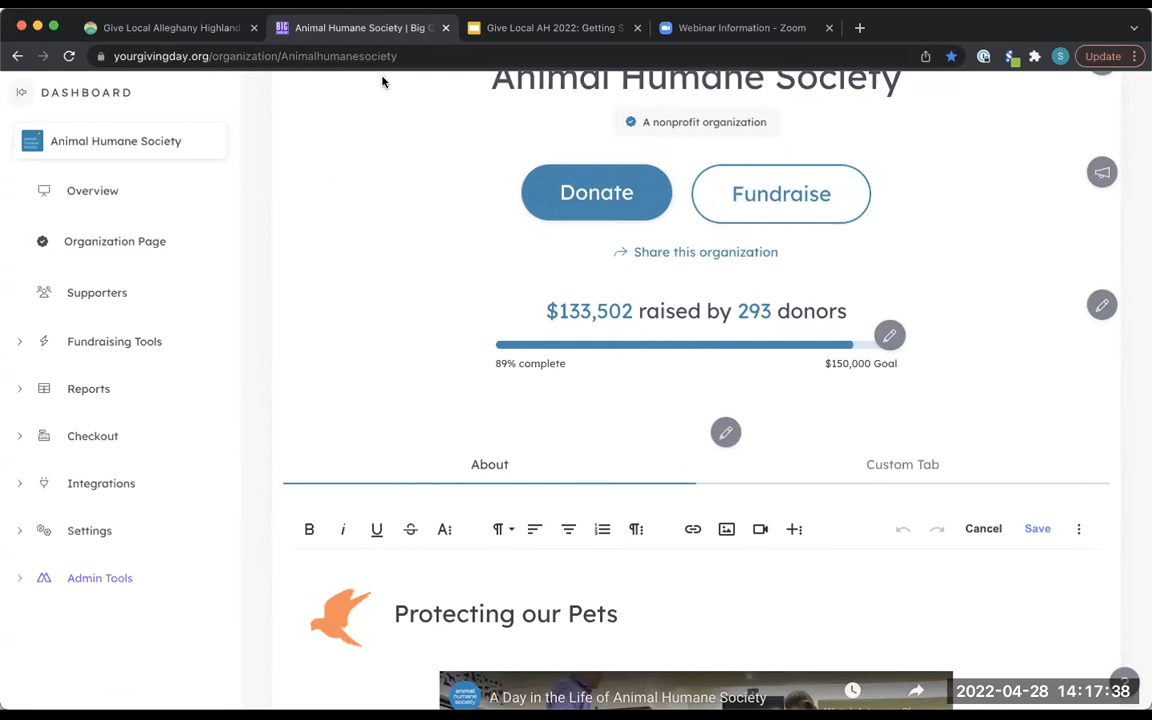 Give Local Alleghany Highland
Animal Humane Society | Big G
Give Local AH 2022: Getting S
Webinar Information - Zoom
yourgivingday.org/organization/Animalhumanesociety
S
Update
DASHBOARD
Animal Humane Society
Overview
Organization Page
Supporters
Fundraising Tools
Reports
Checkout
Integrations
Settings
Admin Tools
Animal Humane Society
A nonprofit organization
Donate
Fundraise
Share this organization
$133,502 raised by 293 donors
89% complete
$150,000 Goal
About
Custom Tab
Cancel
Save
Protecting our Pets
A Day in the Life of Animal Humane Society
2022-04-28 14:17:38